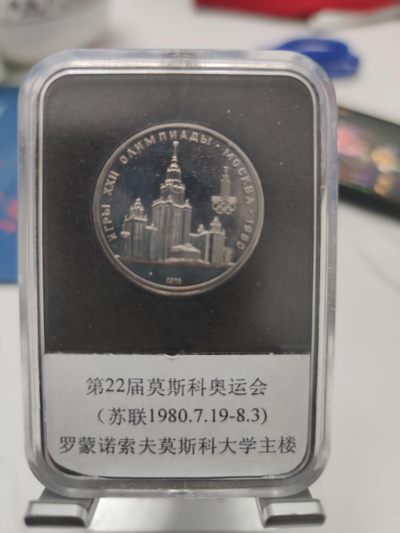 ИГРЫ XXII ОЛИМПИАДЫ · МОСКВА · 1980
1979
第22届莫斯科奥运会
（苏联1980.7.19-8.3)
罗蒙诺索夫莫斯科大学主楼